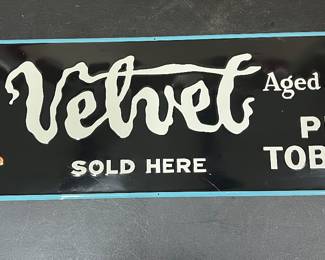 Velvet
SOLD HERE
Aged
P
TOB